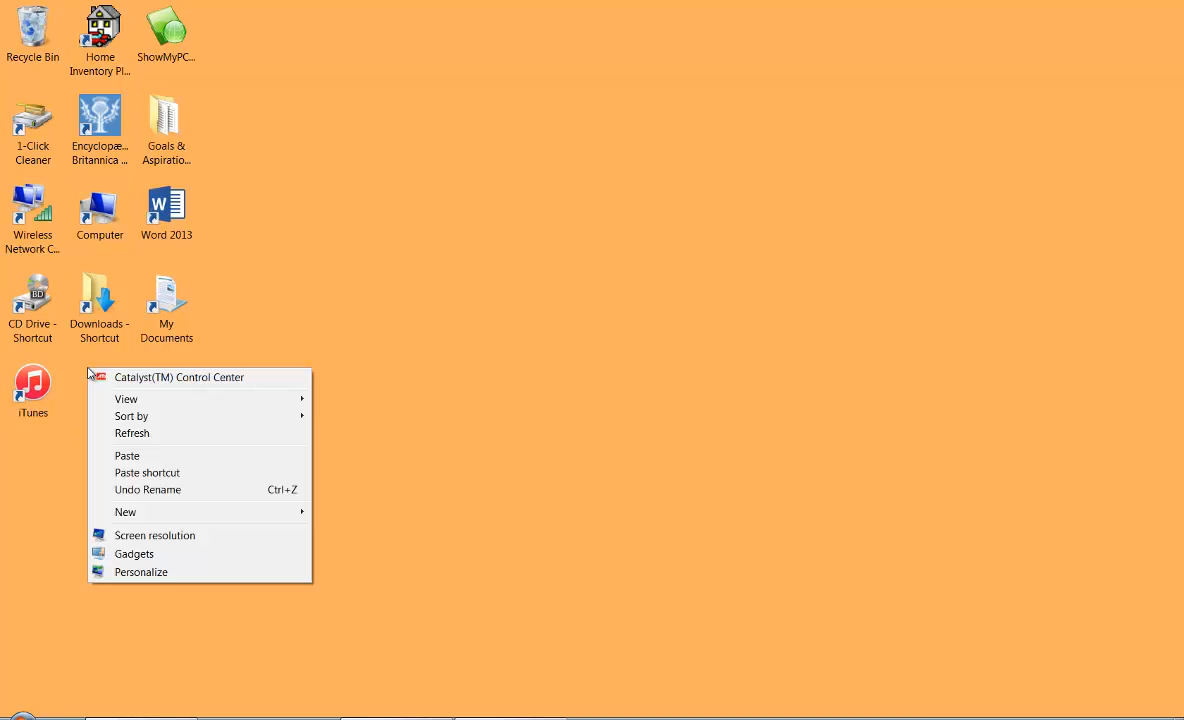 Recycle Bin
Home
Inventory Pl...
ShowMyPC...
1-Click
Cleaner
Encyclopæ...
Britannica ...
Goals &
Aspiratio...
Wireless
Network C...
Computer
W
Word 2013
BD
CD Drive -
Shortcut
Downloads -
Shortcut
My
Documents
iTunes
Catalyst(TM) Control Center
View
Sort by
Refresh
Paste
Paste shortcut
Undo Rename Ctrl+Z
New
Screen resolution
Gadgets
Personalize